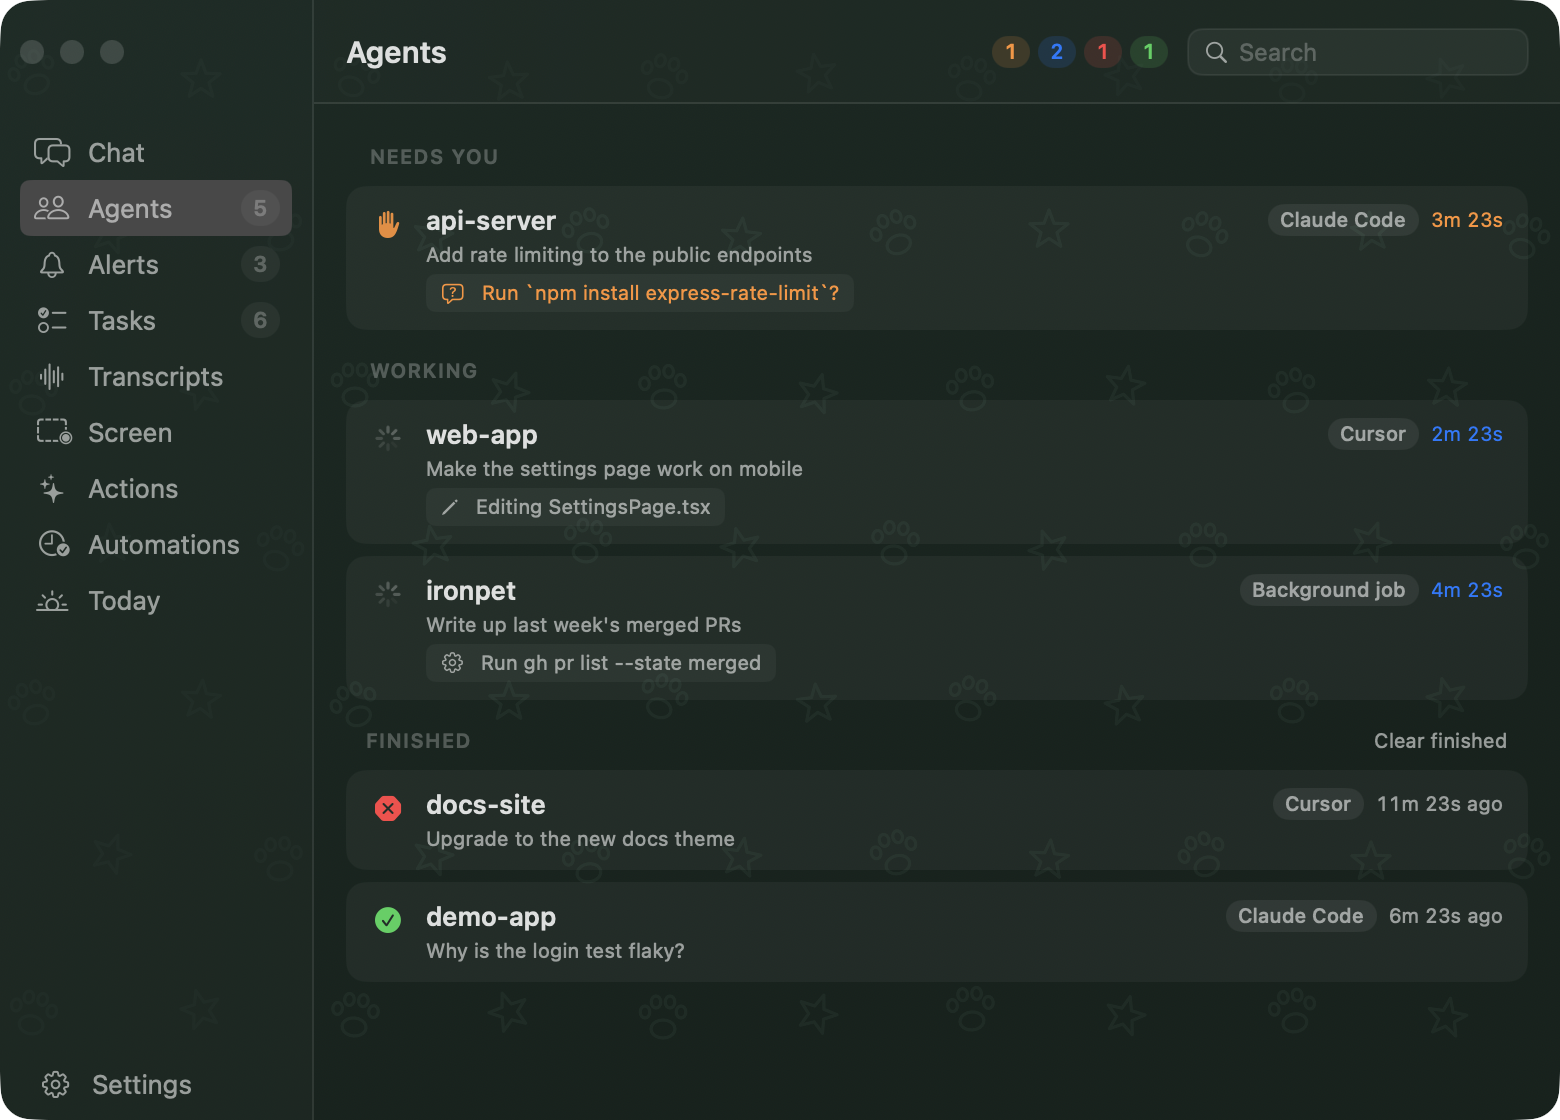 Agents
1 2 1 1
Search
Chat
Agents 5
Alerts 3
Tasks 6
Transcripts
Screen
Actions
Automations
Today
Settings
NEEDS YOU
api-server
Claude Code 3m 23s
Add rate limiting to the public endpoints
Run `npm install express-rate-limit`?
WORKING
web-app
Cursor 2m 23s
Make the settings page work on mobile
Editing SettingsPage.tsx
ironpet
Background job 4m 23s
Write up last week's merged PRs
Run gh pr list --state merged
FINISHED
Clear finished
docs-site
Cursor 11m 23s ago
Upgrade to the new docs theme
demo-app
Claude Code 6m 23s ago
Why is the login test flaky?